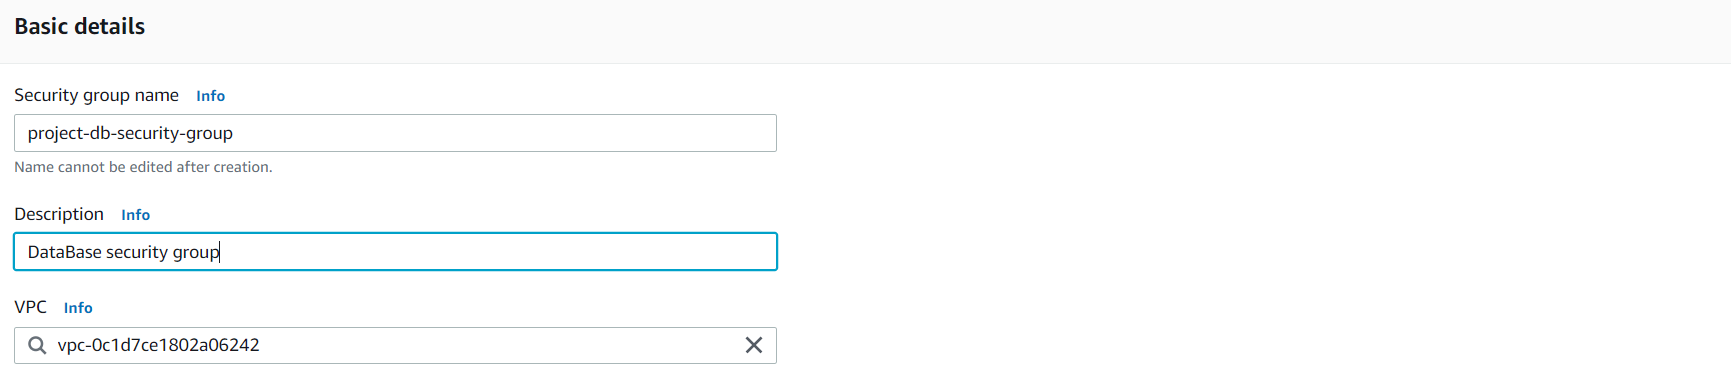 Basic details
Security group name Info
project-db-security-group
Name cannot be edited after creation.
Description Info
DataBase security group
VPC Info
vpc-0c1d7ce1802a06242